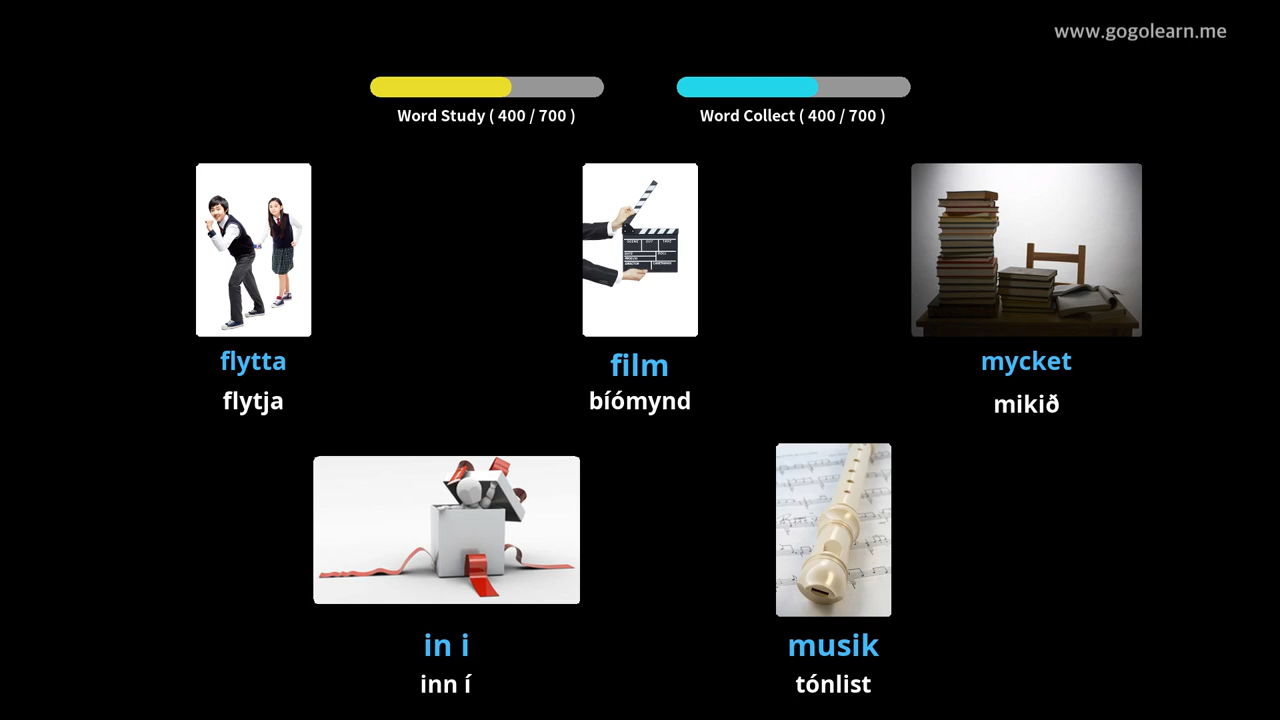 www.gogolearn.me
Word Study ( 400 / 700 )
Word Collect ( 400 / 700 )
flytta
flytja
film
bíómynd
mycket
mikið
in i
inn í
musik
tónlist